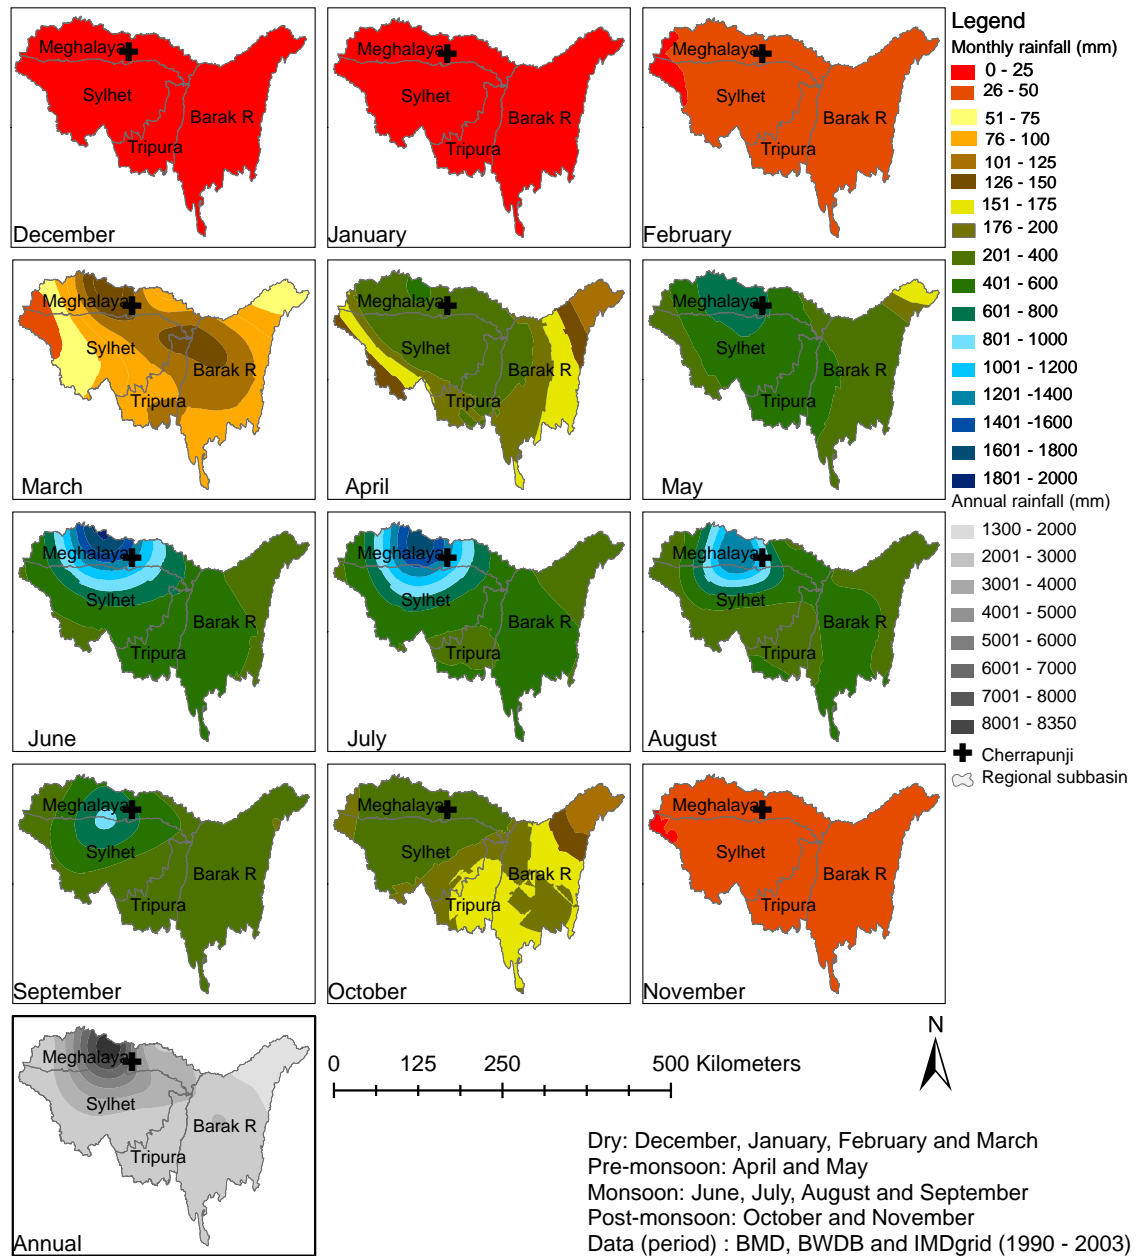 Meghalaya
Sylhet
Barak R
Tripura
December
Meghalaya
Sylhet
Barak R
Tripura
January
Meghalaya
Sylhet
Barak R
Tripura
February
Legend
Monthly rainfall (mm)
0 - 25
26 - 50
51 - 75
76 - 100
101 - 125
126 - 150
151 - 175
176 - 200
201 - 400
401 - 600
601 - 800
801 - 1000
1001 - 1200
1201 -1400
1401 -1600
1601 - 1800
1801 - 2000
Annual rainfall (mm)
1300 - 2000
2001 - 3000
3001 - 4000
4001 - 5000
5001 - 6000
6001 - 7000
7001 - 8000
8001 - 8350
Cherrapunji
Regional subbasin
Meghalaya
Sylhet
Barak R
Tripura
March
Meghalaya
Sylhet
Barak R
Tripura
April
Meghalaya
Sylhet
Barak R
Tripura
May
Meghalaya
Sylhet
Barak R
Tripura
June
Meghalaya
Sylhet
Barak R
Tripura
July
Meghalaya
Sylhet
Barak R
Tripura
August
Meghalaya
Sylhet
Barak R
Tripura
September
Meghalaya
Sylhet
Barak R
Tripura
October
Meghalaya
Sylhet
Barak R
Tripura
November
Meghalaya
Sylhet
Barak R
Tripura
Annual
0 125 250 500 Kilometers
N
Dry: December, January, February and March
Pre-monsoon: April and May
Monsoon: June, July, August and September
Post-monsoon: October and November
Data (period) : BMD, BWDB and IMDgrid (1990 - 2003)